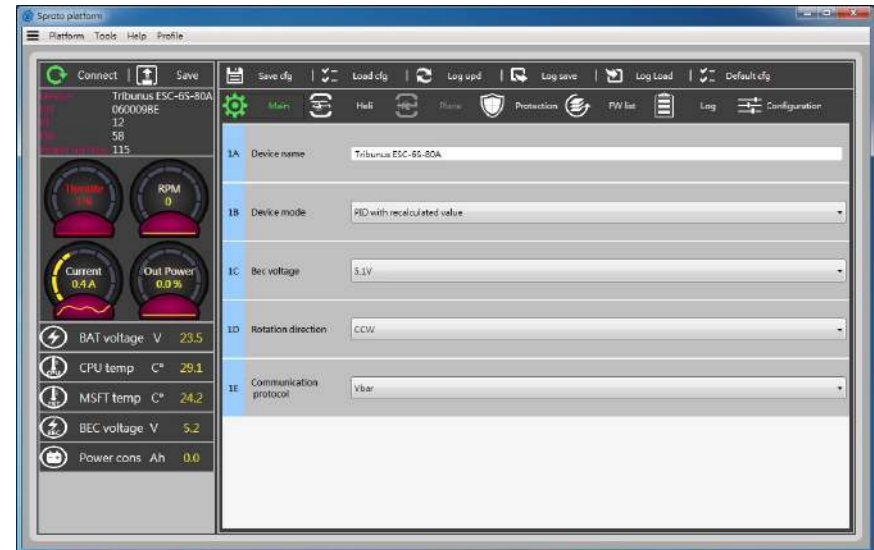 Sproto platform
Platform Tools Help Profile
Connect | Save
Save cfg | Load cfg | Log upd | Log save | Log Load | Default cfg
Tribunus ESC-6S-80A
060009BE
12
58
115
Main Heli Plane Protection FW list Log Configuration
1A Device name Tribunus ESC-6S-80A
1B Device mode PID with recalculated value
1C Bec voltage 5.1V
1D Rotation direction CCW
1E Communication protocol Vbar
Throttle
1%
RPM
0
Current
0.4 A
Out Power
0.0 %
BAT voltage V 23.5
CPU temp C° 29.1
MSFT temp C° 24.2
BEC voltage V 5.2
Power cons Ah 0.0